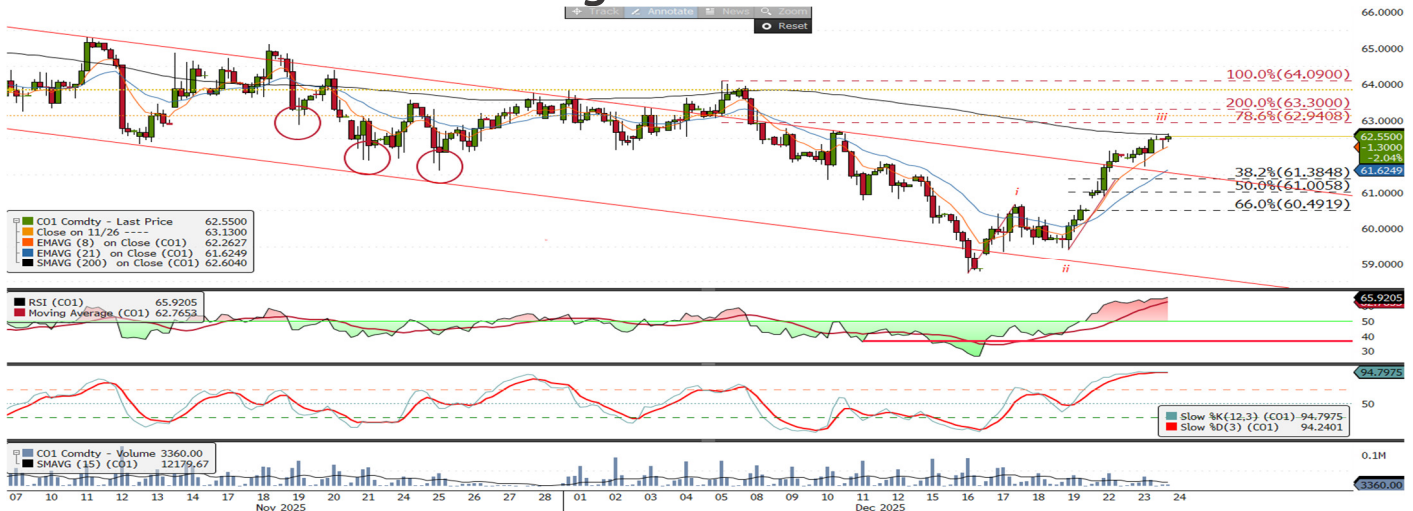 Track Annotate News Zoom
Reset
66.0000
65.0000
100.0%(64.0900)
64.0000
200.0%(63.3000)
78.6%(62.9408)
63.0000
iii
62.5500
-1.3000
-2.04%
61.6249
38.2%(61.3848)
50.0%(61.0058)
61.0000
66.0%(60.4919)
60.0000
59.0000
i
ii
CO1 Comdty - Last Price 62.5500
Close on 11/26 ---- 63.1300
EMAVG (8) on Close (CO1) 62.2627
EMAVG (21) on Close (CO1) 61.6249
SMAVG (200) on Close (CO1) 62.6040
RSI (CO1) 65.9205
Moving Average (CO1) 62.7653
65.9205
50
40
30
94.7975
50
Slow %K(12,3) (CO1) 94.7975
Slow %D(3) (CO1) 94.2401
CO1 Comdty - Volume 3360.00
SMAVG (15) (CO1) 12179.67
0.1M
3360.00
07 10 11 12 13 14 17 18 19 20 21 24 25 26 27 28 01 02 03 04 05 08 09 10 11 12 15 16 17 18 19 22 23 24
Nov 2025 Dec 2025